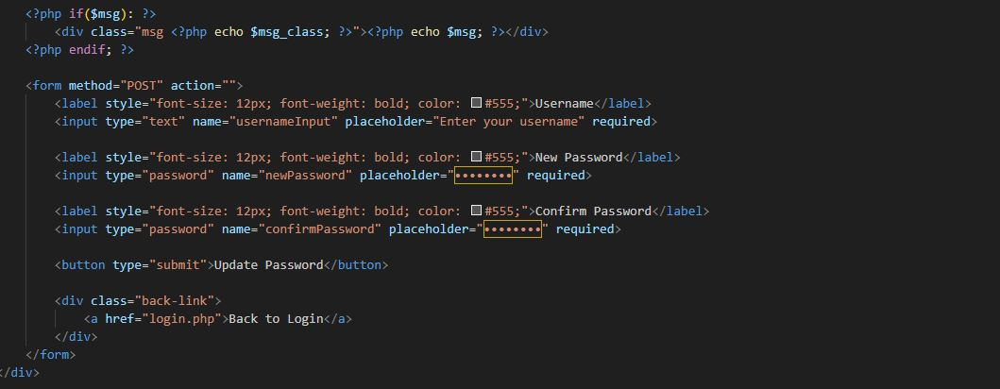 <?php if($msg): ?>
<div class="msg <?php echo $msg_class; ?>"><?php echo $msg; ?></div>
<?php endif; ?>
<form method="POST" action="">
<label style="font-size: 12px; font-weight: bold; color: #555;">Username</label>
<input type="text" name="usernameInput" placeholder="Enter your username" required>
<label style="font-size: 12px; font-weight: bold; color: #555;">New Password</label>
<input type="password" name="newPassword" placeholder="••••••••" required>
<label style="font-size: 12px; font-weight: bold; color: #555;">Confirm Password</label>
<input type="password" name="confirmPassword" placeholder="••••••••" required>
<button type="submit">Update Password</button>
<div class="back-link">
<a href="login.php">Back to Login</a>
</div>
</form>
</div>